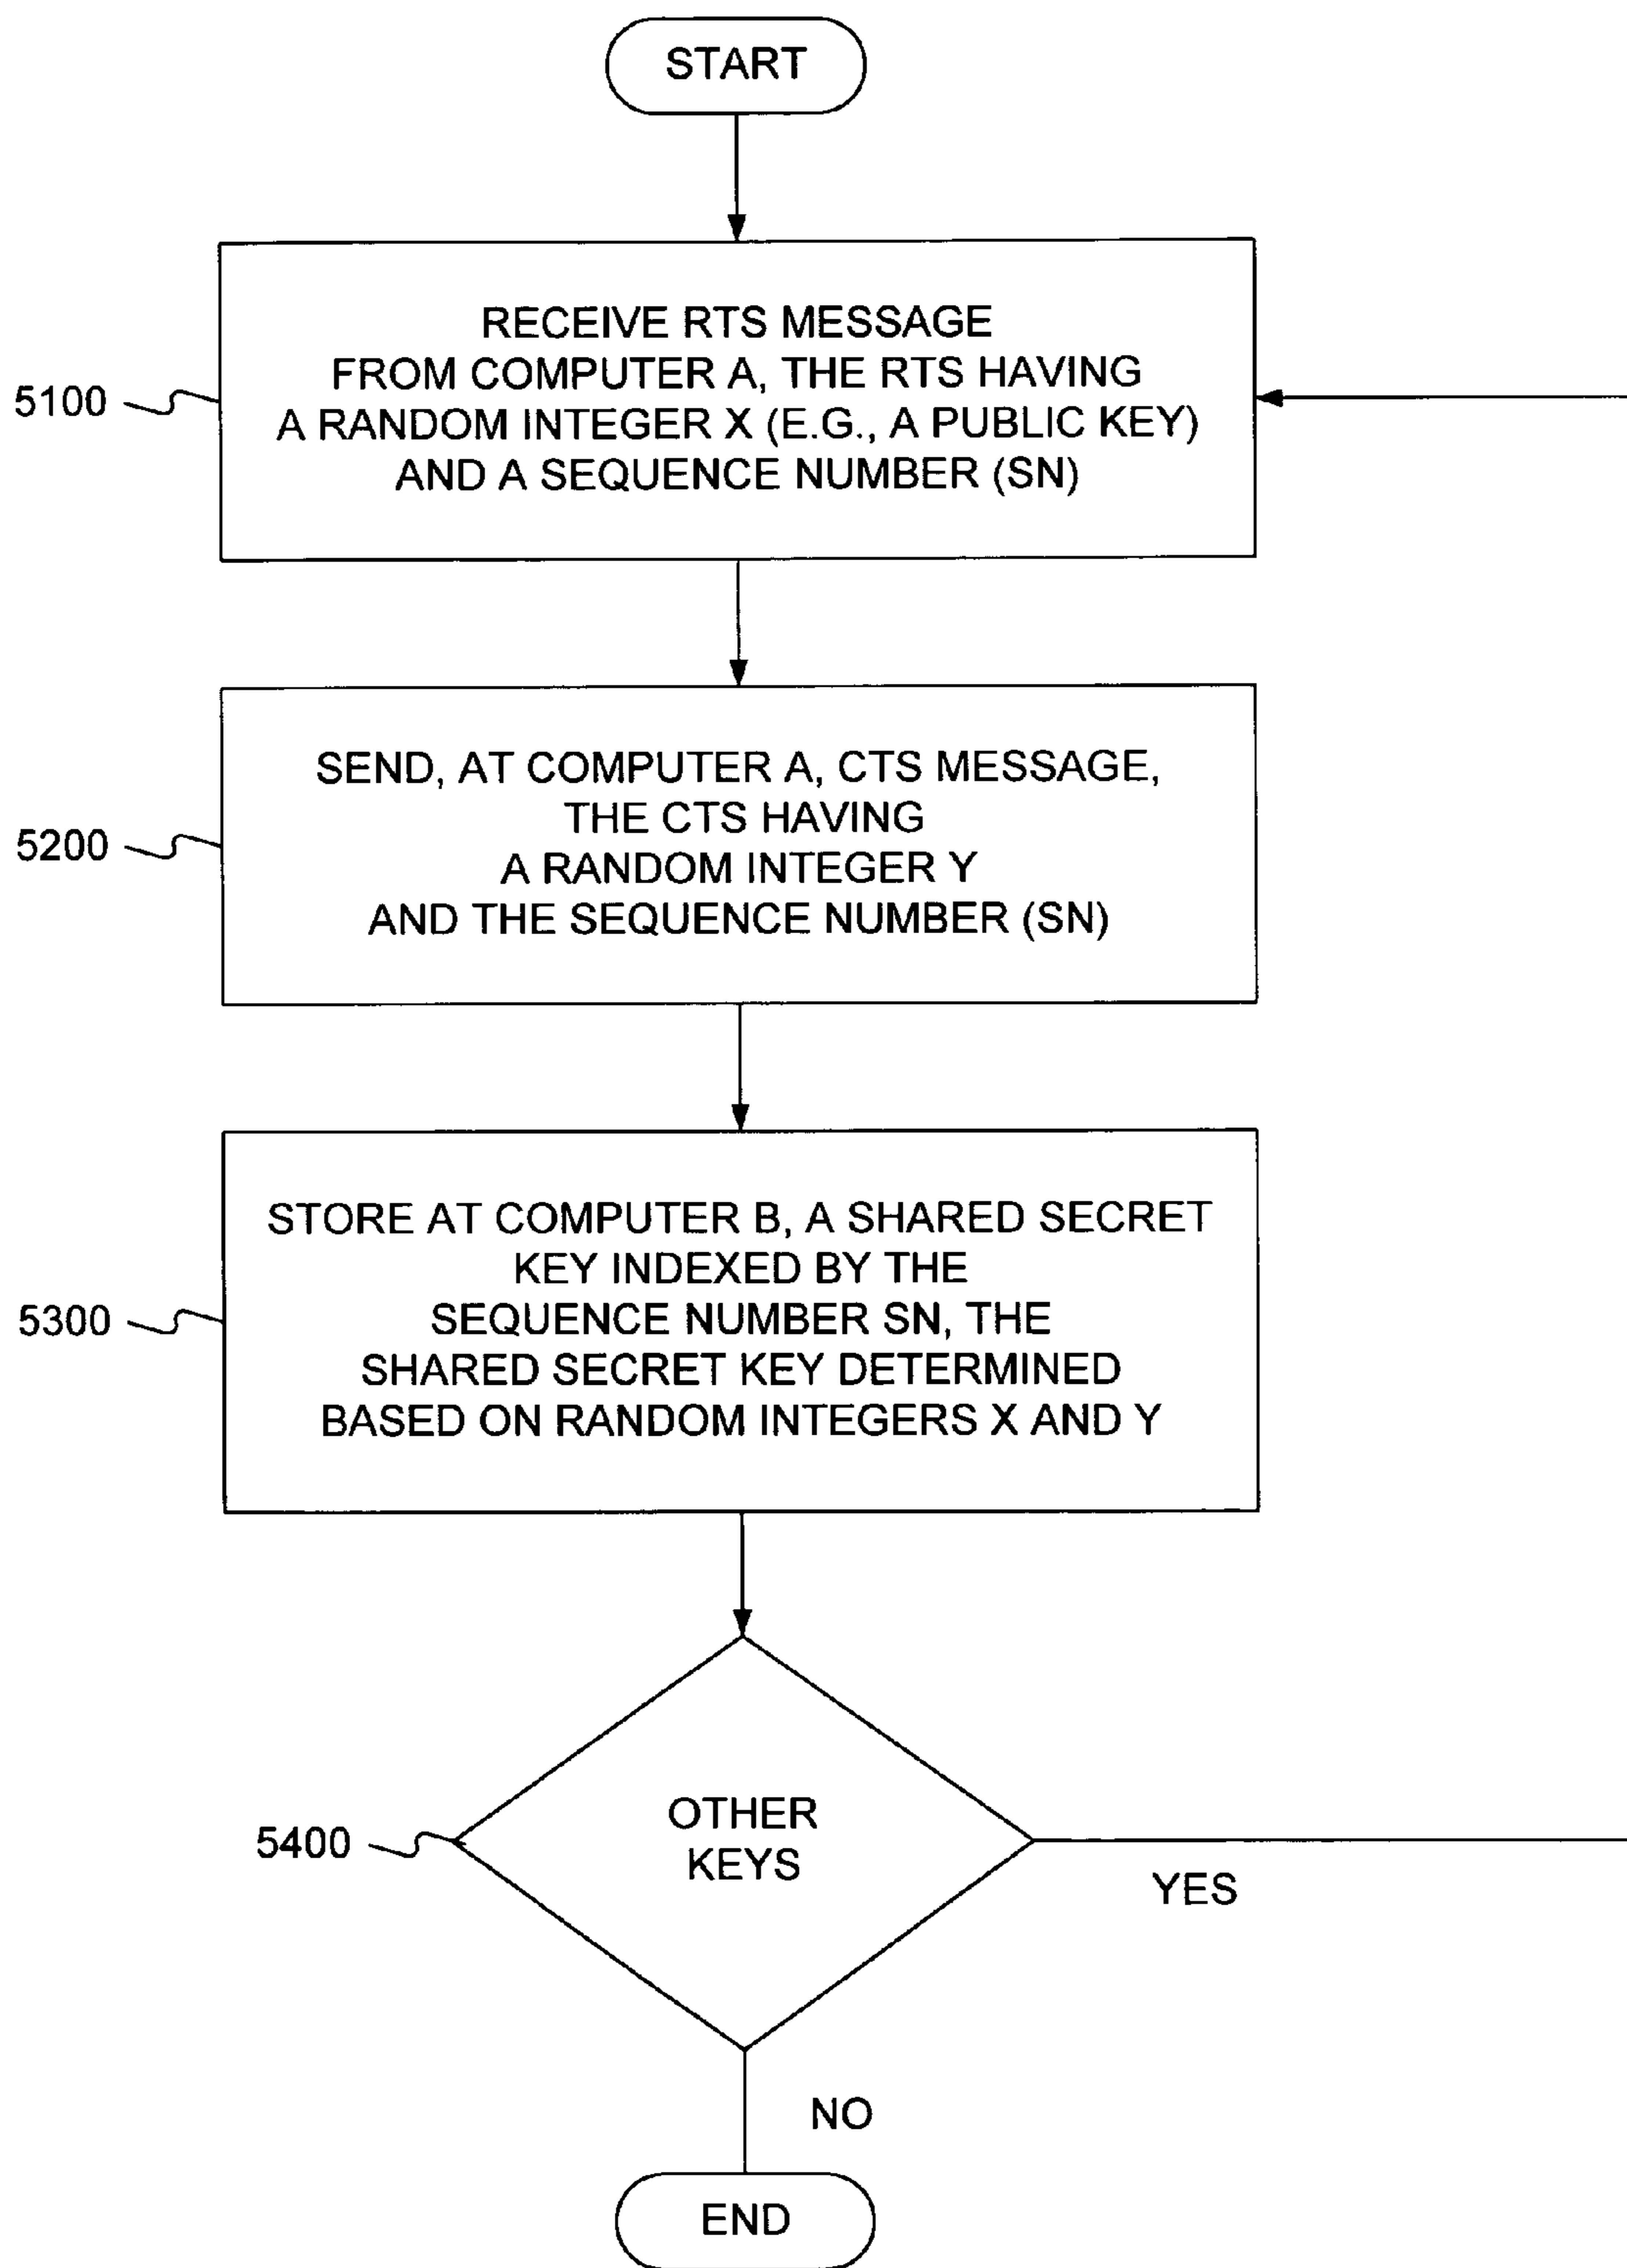 START
RECEIVE RTS MESSAGE
FROM COMPUTER A, THE RTS HAVING
A RANDOM INTEGER X (E.G., A PUBLIC KEY)
AND A SEQUENCE NUMBER (SN)
5100
SEND, AT COMPUTER A, CTS MESSAGE,
THE CTS HAVING
A RANDOM INTEGER Y
AND THE SEQUENCE NUMBER (SN)
5200
STORE AT COMPUTER B, A SHARED SECRET
KEY INDEXED BY THE
SEQUENCE NUMBER SN, THE
SHARED SECRET KEY DETERMINED
BASED ON RANDOM INTEGERS X AND Y
5300
OTHER
KEYS
5400
YES
NO
END